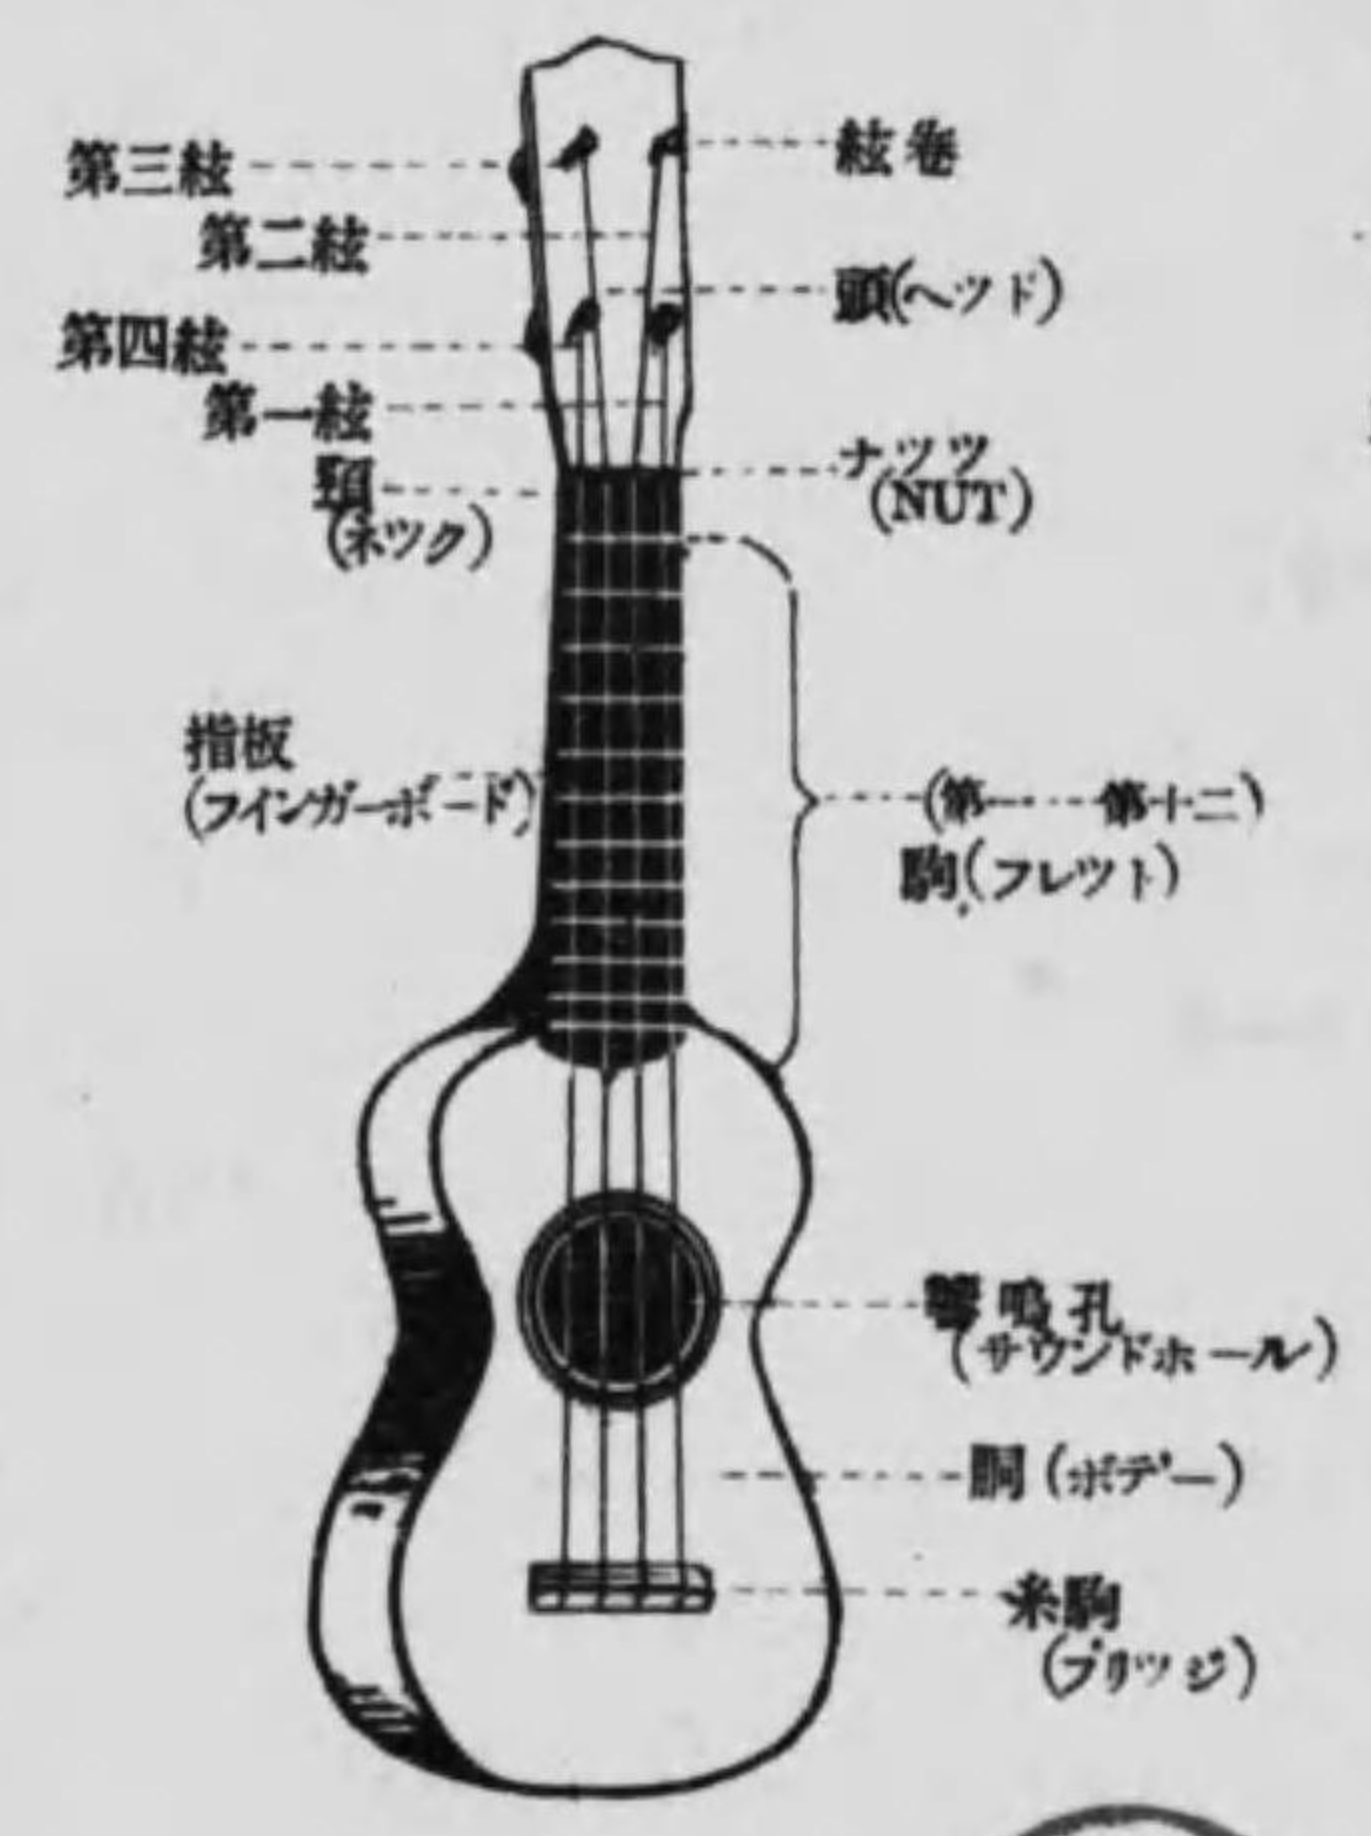 第三絃
絃巻
第二絃
頭(ヘツド)
第四絃
第一絃
ナツツ
(NUT)
頸
(ネツク)
指板
(フインガーボード)
(第一…第十二)
駒(フレツト)
響鳴孔
(サウンドホール)
胴(ボデー)
糸駒
(ブリツジ)